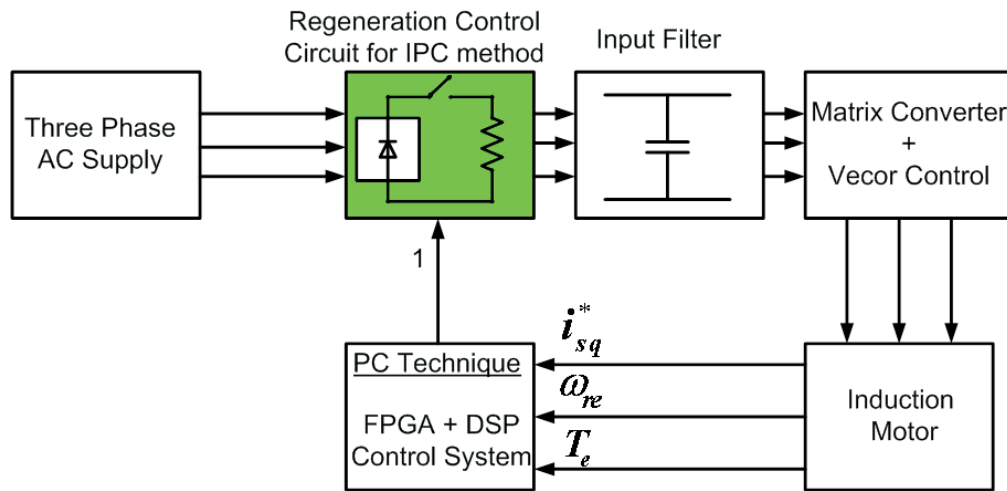 Regeneration Control
Circuit for IPC method
Input Filter
Three Phase
AC Supply
Matrix Converter
+
Vecor Control
1
PC Technique
FPGA + DSP
Control System
i*sq
ωre
Te
Induction
Motor